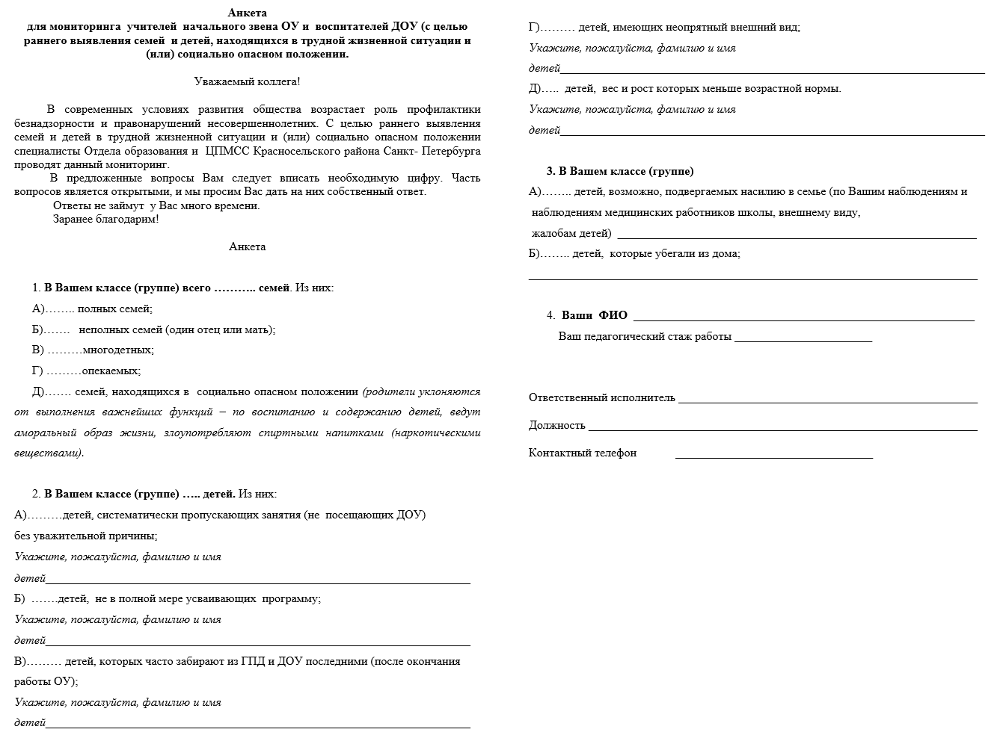 Анкета
для мониторинга учителей начального звена ОУ и воспитателей ДОУ (с целью
раннего выявления семей и детей, находящихся в трудной жизненной ситуации и
(или) социально опасном положении.
Уважаемый коллега!
В современных условиях развития общества возрастает роль профилактики
безнадзорности и правонарушений несовершеннолетних. С целью раннего выявления
семей и детей в трудной жизненной ситуации и (или) социально опасном положении
специалисты Отдела образования и ЦПМСС Красносельского района Санкт- Петербурга
проводят данный мониторинг.
В предложенные вопросы Вам следует вписать необходимую цифру. Часть
вопросов является открытыми, и мы просим Вас дать на них собственный ответ.
Ответы не займут у Вас много времени.
Заранее благодарим!
Анкета
1. В Вашем классе (группе) всего ……….. семей. Из них:
А)…….. полных семей;
Б)……. неполных семей (один отец или мать);
В) ………многодетных;
Г) ………опекаемых;
Д)……. семей, находящихся в социально опасном положении (родители уклоняются
от выполнения важнейших функций – по воспитанию и содержанию детей, ведут
аморальный образ жизни, злоупотребляют спиртными напитками (наркотическими
веществами).
2. В Вашем классе (группе) ….. детей. Из них:
А)………детей, систематически пропускающих занятия (не посещающих ДОУ)
без уважительной причины;
Укажите, пожалуйста, фамилию и имя
детей____________________
Б) …….детей, не в полной мере усваивающих программу;
Укажите, пожалуйста, фамилию и имя
детей____________________
В)……… детей, которых часто забирают из ГПД и ДОУ последними (после окончания
работы ОУ);
Укажите, пожалуйста, фамилию и имя
детей____________________
Г)……… детей, имеющих неопрятный внешний вид;
Укажите, пожалуйста, фамилию и имя
детей____________________
Д)….. детей, вес и рост которых меньше возрастной нормы.
Укажите, пожалуйста, фамилию и имя
детей____________________
3. В Вашем классе (группе)
А)…….. детей, возможно, подвергаемых насилию в семье (по Вашим наблюдениям и
наблюдениям медицинских работников школы, внешнему виду,
жалобам детей) ____________________
Б)…….. детей, которые убегали из дома;
____________________
4. Ваши ФИО ____________________
Ваш педагогический стаж работы ____________________
Ответственный исполнитель ____________________
Должность ____________________
Контактный телефон ____________________